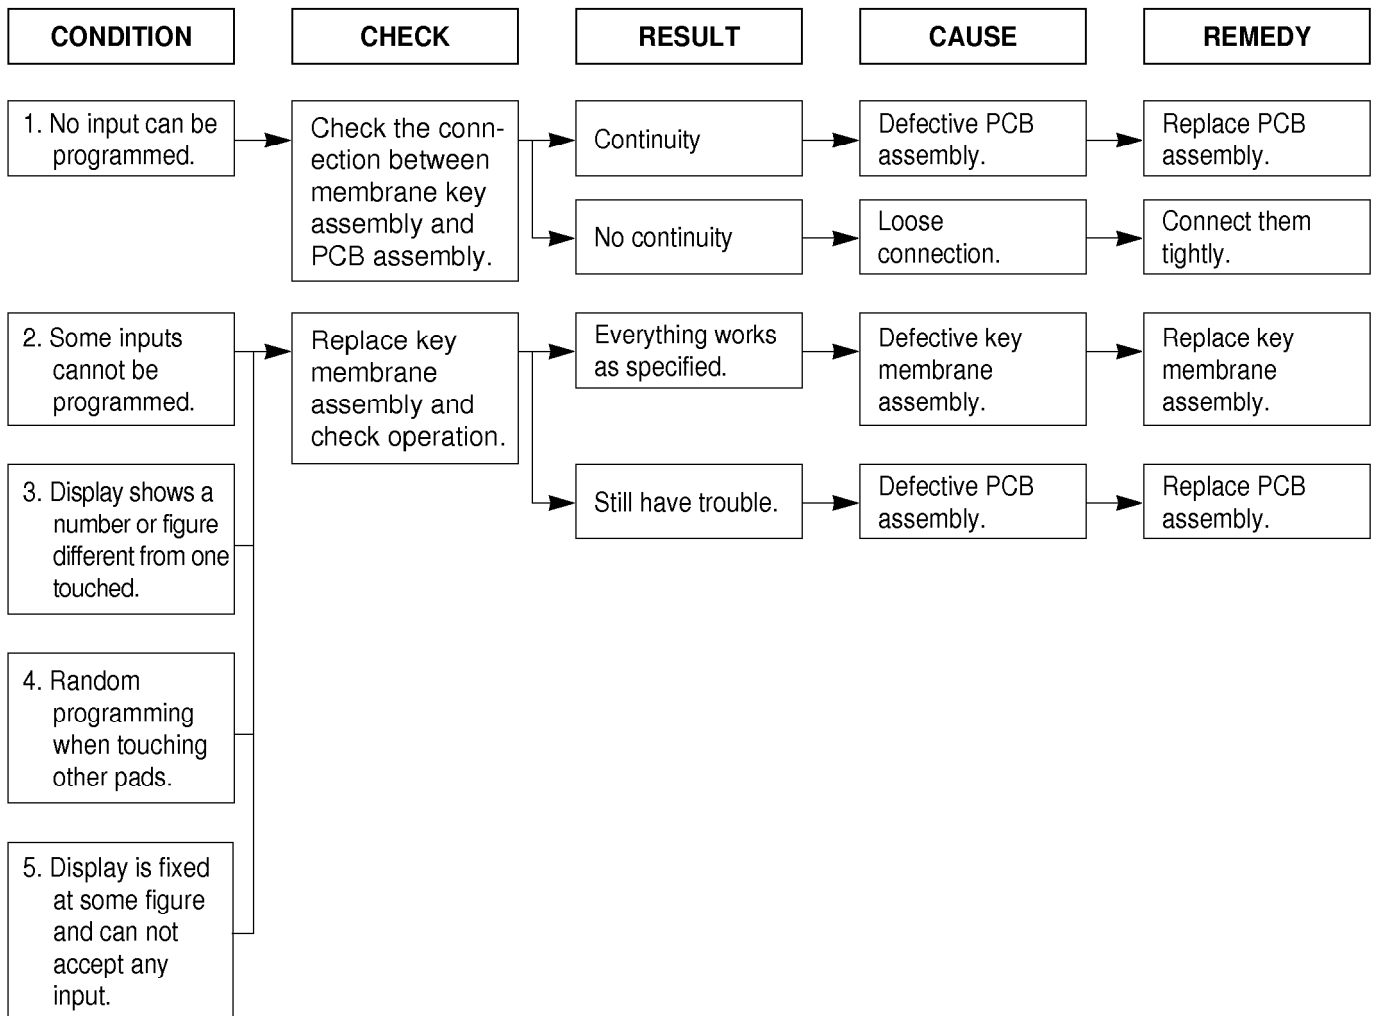 CONDITION
CHECK
RESULT
CAUSE
REMEDY
1. No input can be
programmed.
Check the conn-
ection between
membrane key
assembly and
PCB assembly.
Continuity
Defective PCB
assembly.
Replace PCB
assembly.
No continuity
Loose
connection.
Connect them
tightly.
2. Some inputs
cannot be
programmed.
Replace key
membrane
assembly and
check operation.
Everything works
as specified.
Defective key
membrane
assembly.
Replace key
membrane
assembly.
3. Display shows a
number or figure
different from one
touched.
Still have trouble.
Defective PCB
assembly.
Replace PCB
assembly.
4. Random
programming
when touching
other pads.
5. Display is fixed
at some figure
and can not
accept any
input.